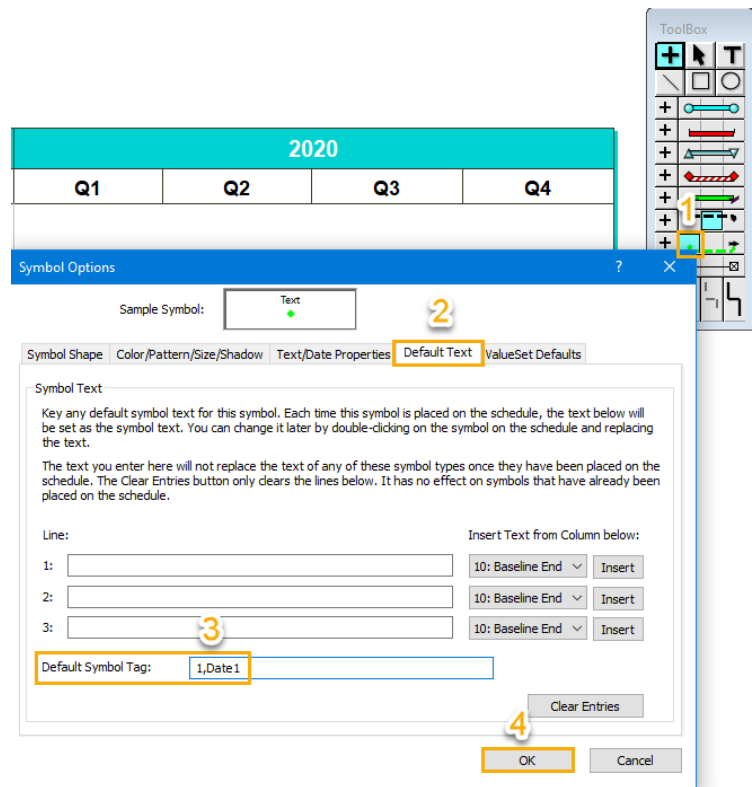 ToolBox
T
2020
Q1 Q2 Q3 Q4
1
Symbol Options ? X
Sample Symbol: Text
2
Symbol Shape Color/Pattern/Size/Shadow Text/Date Properties Default Text ValueSet Defaults
Symbol Text
Key any default symbol text for this symbol. Each time this symbol is placed on the schedule, the text below will
be set as the symbol text. You can change it later by double-clicking on the symbol on the schedule and replacing
the text.
The text you enter here will not replace the text of any of these symbol types once they have been placed on the
schedule. The Clear Entries button only clears the lines below. It has no effect on symbols that have already been
placed on the schedule.
Line: Insert Text from Column below:
1: 10: Baseline End Insert
2: 10: Baseline End Insert
3: 10: Baseline End Insert
3
Default Symbol Tag: 1,Date1
Clear Entries
4
OK Cancel